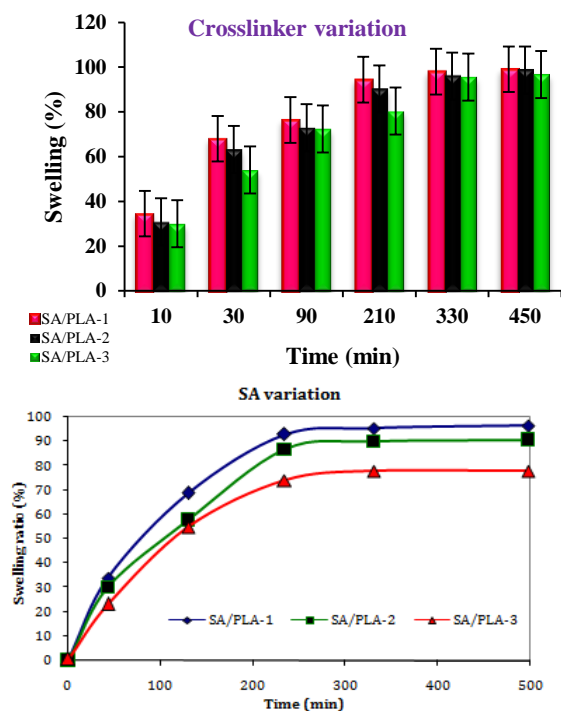 Crosslinker variation
120
100
80
60
40
20
0
Swelling (%)
10 30 90 210 330 450
SA/PLA-1
SA/PLA-2
SA/PLA-3
Time (min)
SA variation
100
90
80
70
60
50
40
30
20
10
0
Swelling ratio (%)
SA/PLA-1 SA/PLA-2 SA/PLA-3
0 100 200 300 400 500
Time (min)